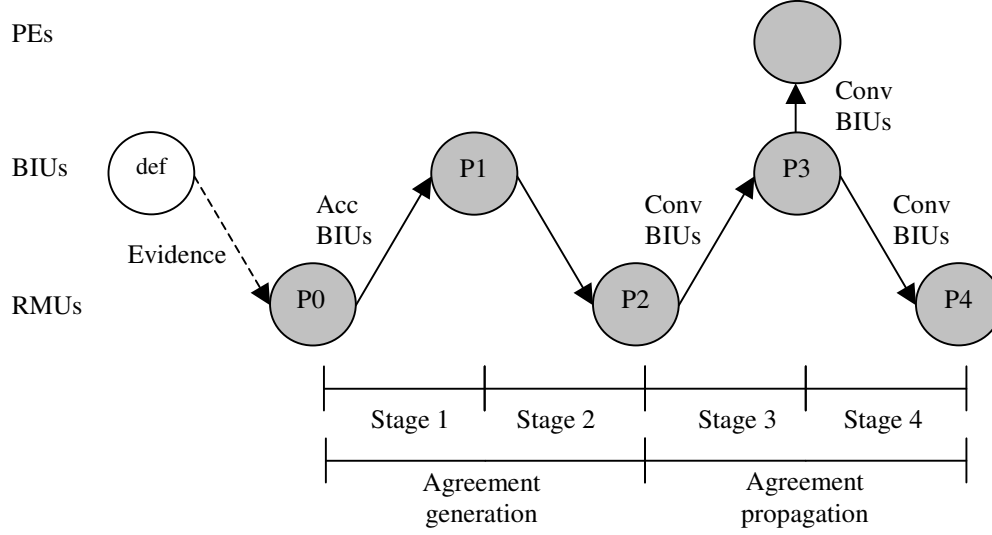 PEs
Conv
BIUs
BIUs
def
P1
P3
Acc
BIUs
Conv
BIUs
Conv
BIUs
Evidence
RMUs
P0
P2
P4
Stage 1
Stage 2
Stage 3
Stage 4
Agreement
generation
Agreement
propagation